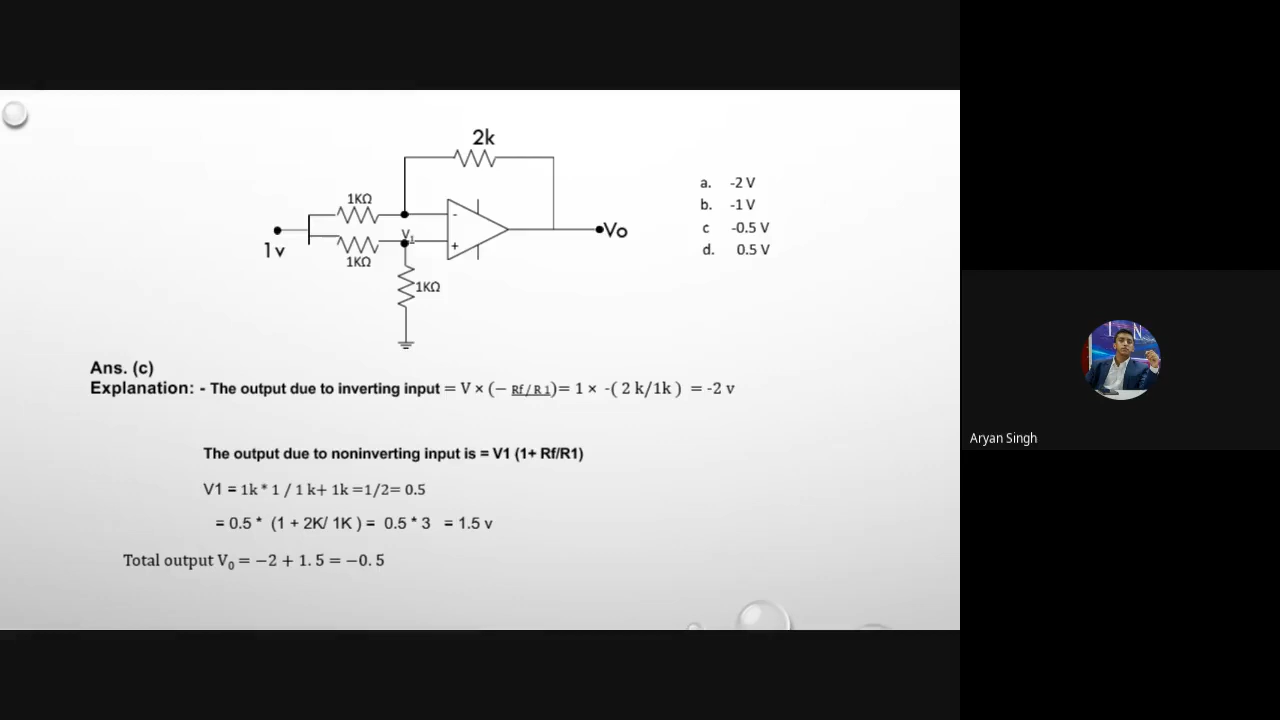 2k
1KΩ
1v
1KΩ
V1
-
+
1KΩ
Vo
a. -2 V
b. -1 V
c -0.5 V
d. 0.5 V
Ans. (c)
Explanation: - The output due to inverting input = V × (− Rf / R 1)= 1 × -( 2 k/1k ) = -2 v
The output due to noninverting input is = V1 (1+ Rf/R1)
V1 = 1k * 1 / 1 k+ 1k =1/2= 0.5
= 0.5 * (1 + 2K/ 1K ) = 0.5 * 3 = 1.5 v
Total output V₀ = −2 + 1. 5 = −0. 5
I N
Aryan Singh